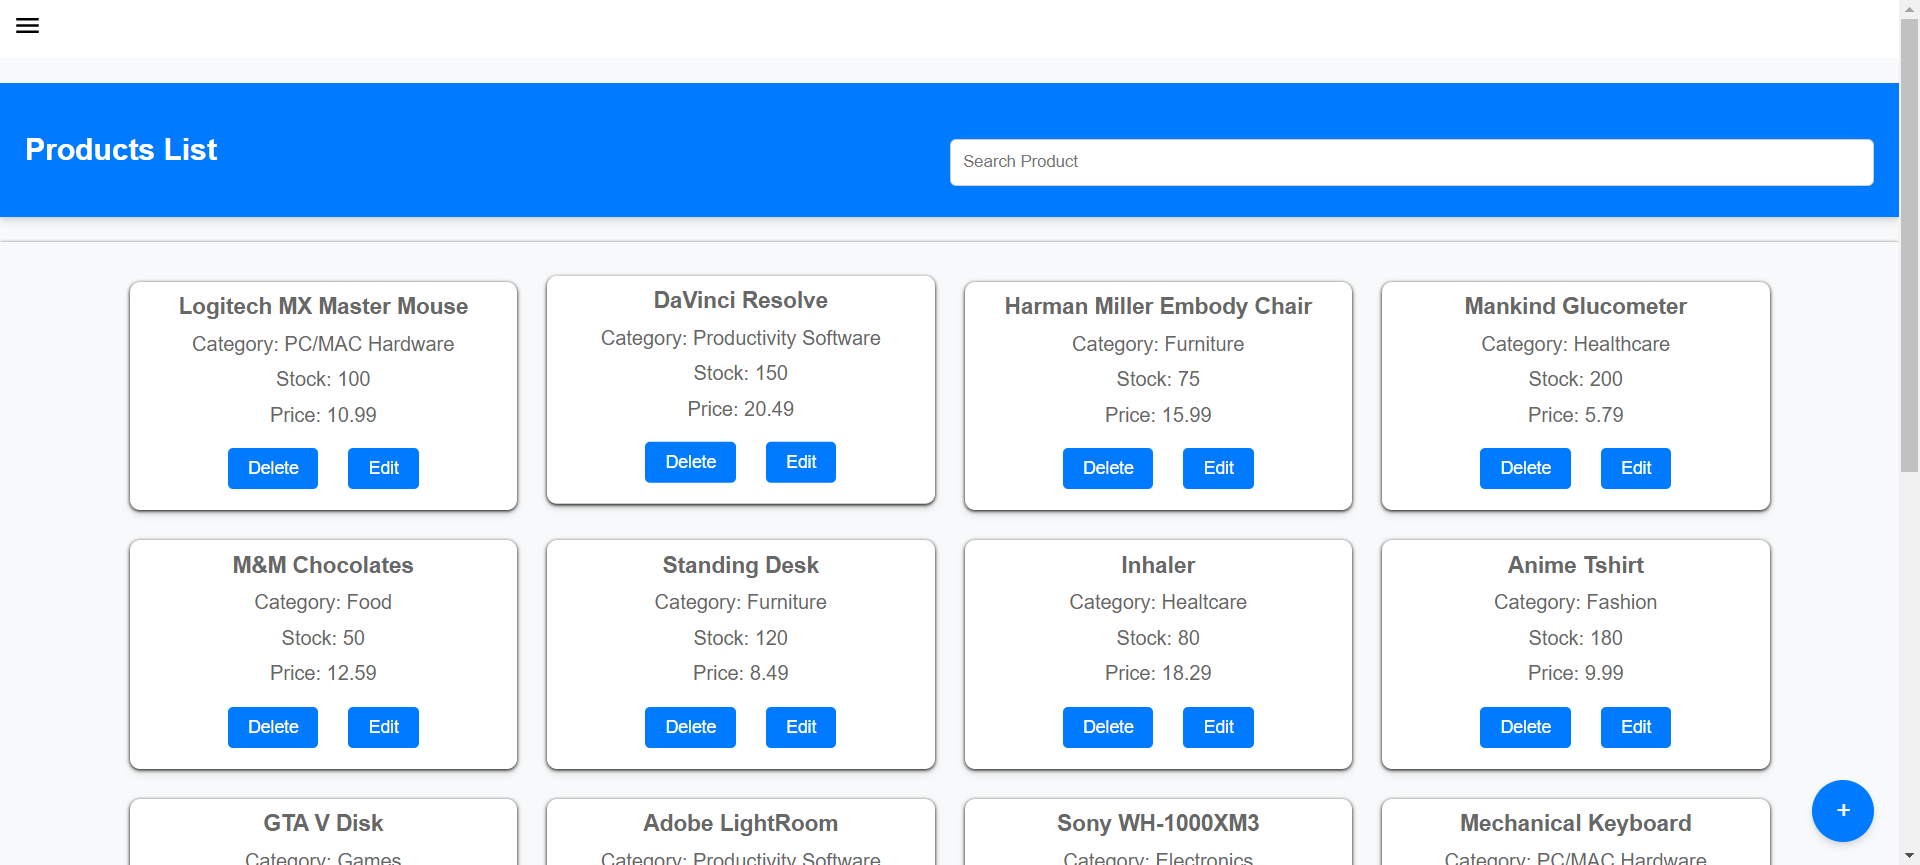 Products List
Search Product
Logitech MX Master Mouse
Category: PC/MAC Hardware
Stock: 100
Price: 10.99
Delete Edit
DaVinci Resolve
Category: Productivity Software
Stock: 150
Price: 20.49
Delete Edit
Harman Miller Embody Chair
Category: Furniture
Stock: 75
Price: 15.99
Delete Edit
Mankind Glucometer
Category: Healthcare
Stock: 200
Price: 5.79
Delete Edit
M&M Chocolates
Category: Food
Stock: 50
Price: 12.59
Delete Edit
Standing Desk
Category: Furniture
Stock: 120
Price: 8.49
Delete Edit
Inhaler
Category: Healtcare
Stock: 80
Price: 18.29
Delete Edit
Anime Tshirt
Category: Fashion
Stock: 180
Price: 9.99
Delete Edit
GTA V Disk
Category: Games
Adobe LightRoom
Category: Productivity Software
Sony WH-1000XM3
Category: Electronics
Mechanical Keyboard
Category: PC/MAC Hardware
+